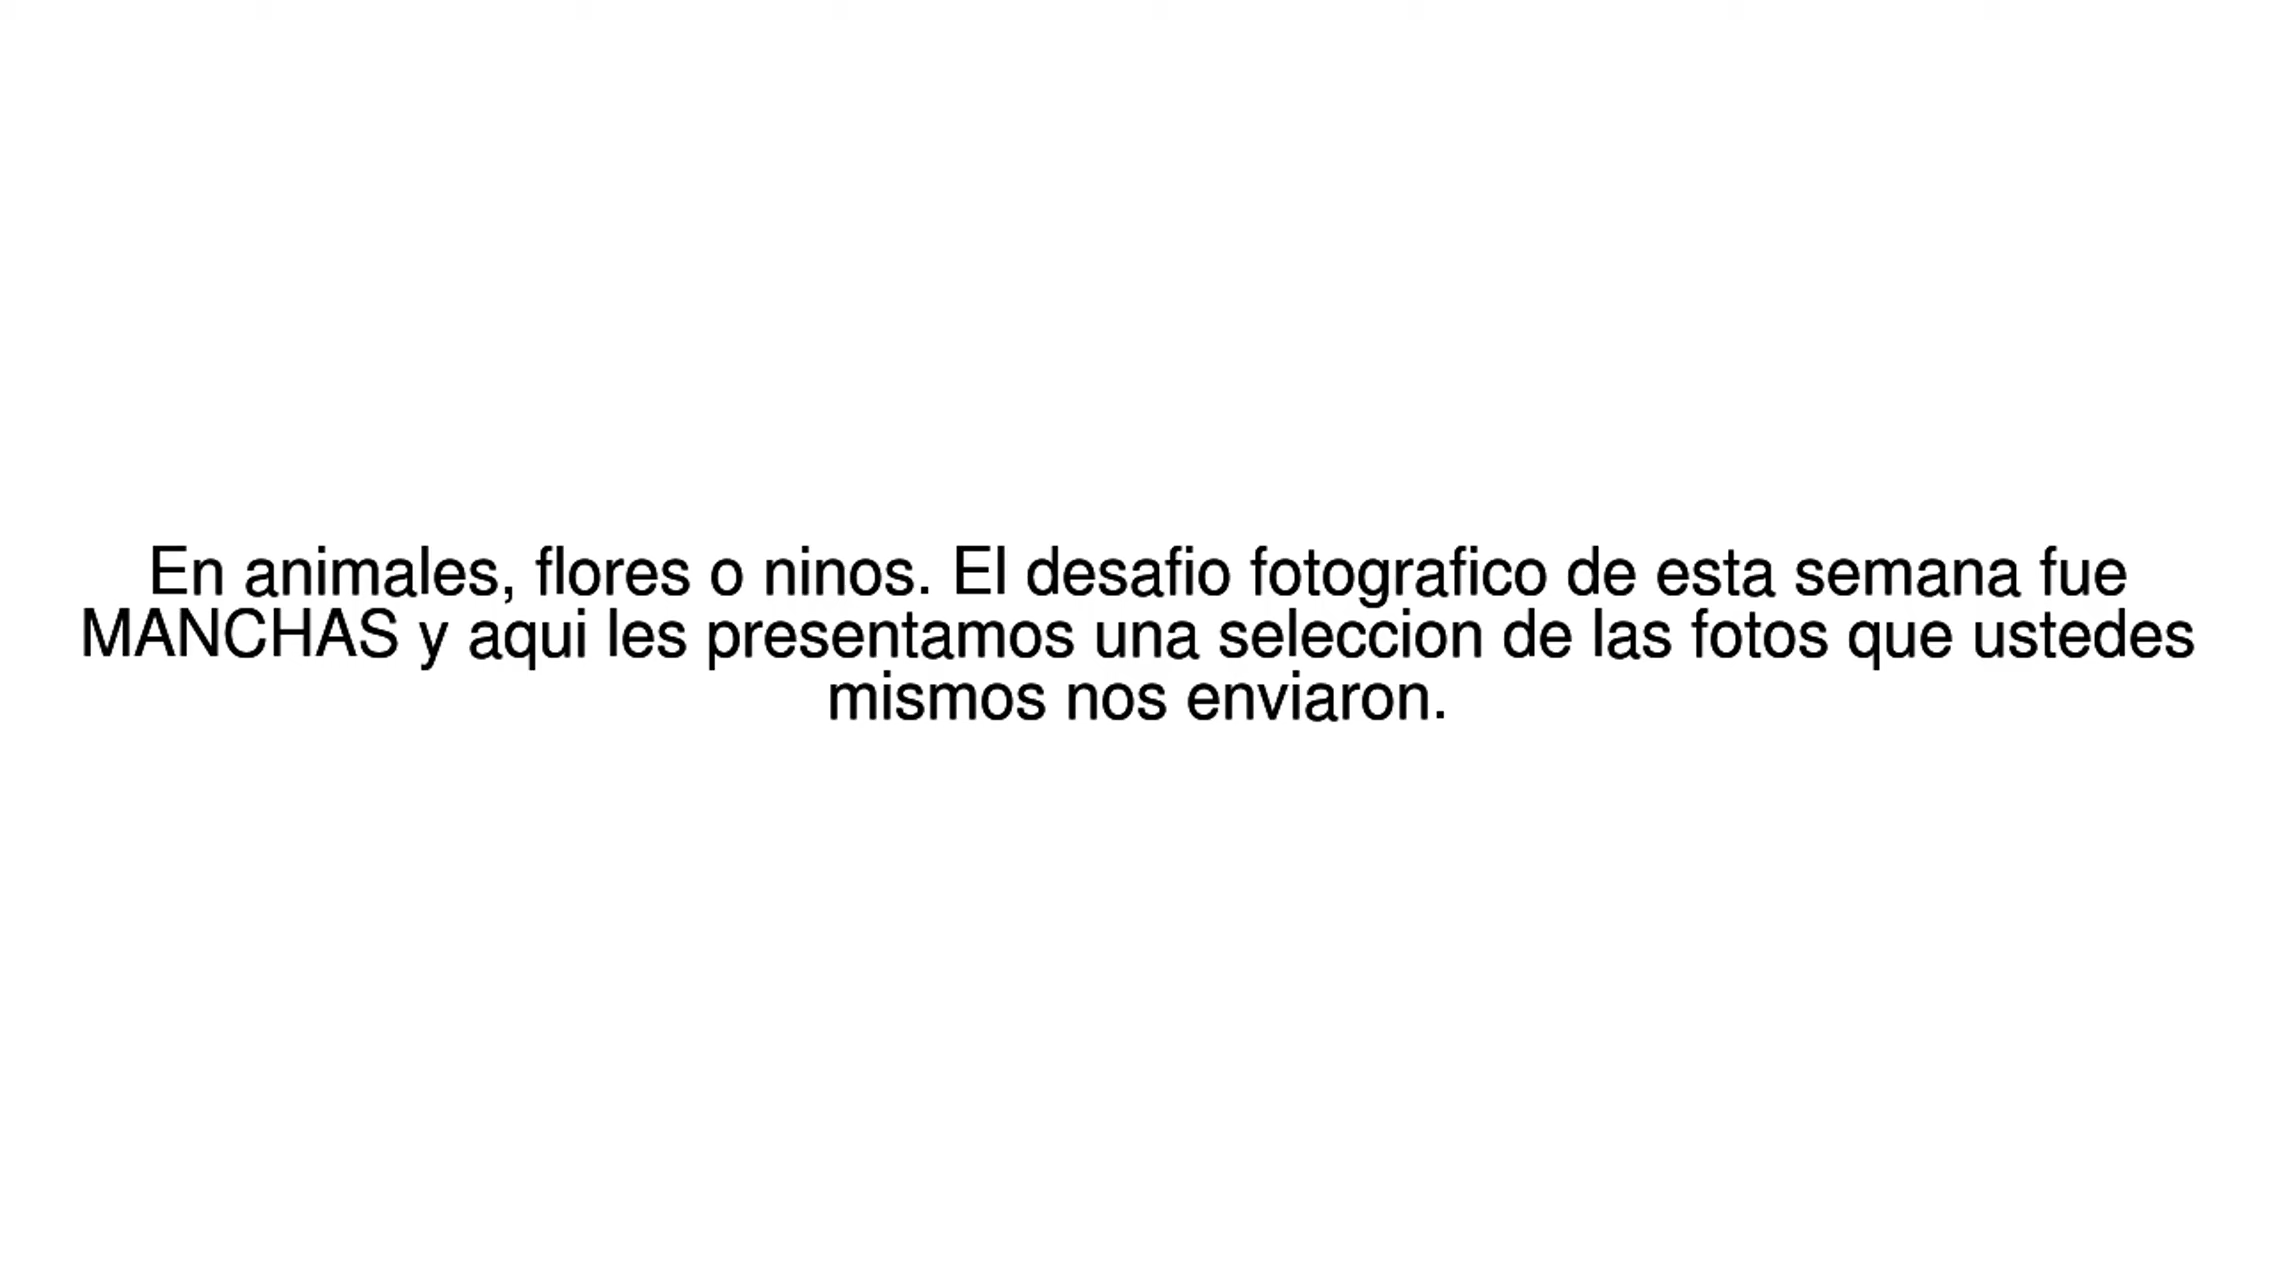 En animales, flores o ninos. El desafio fotografico de esta semana fue
MANCHAS y aqui les presentamos una seleccion de las fotos que ustedes
mismos nos enviaron.